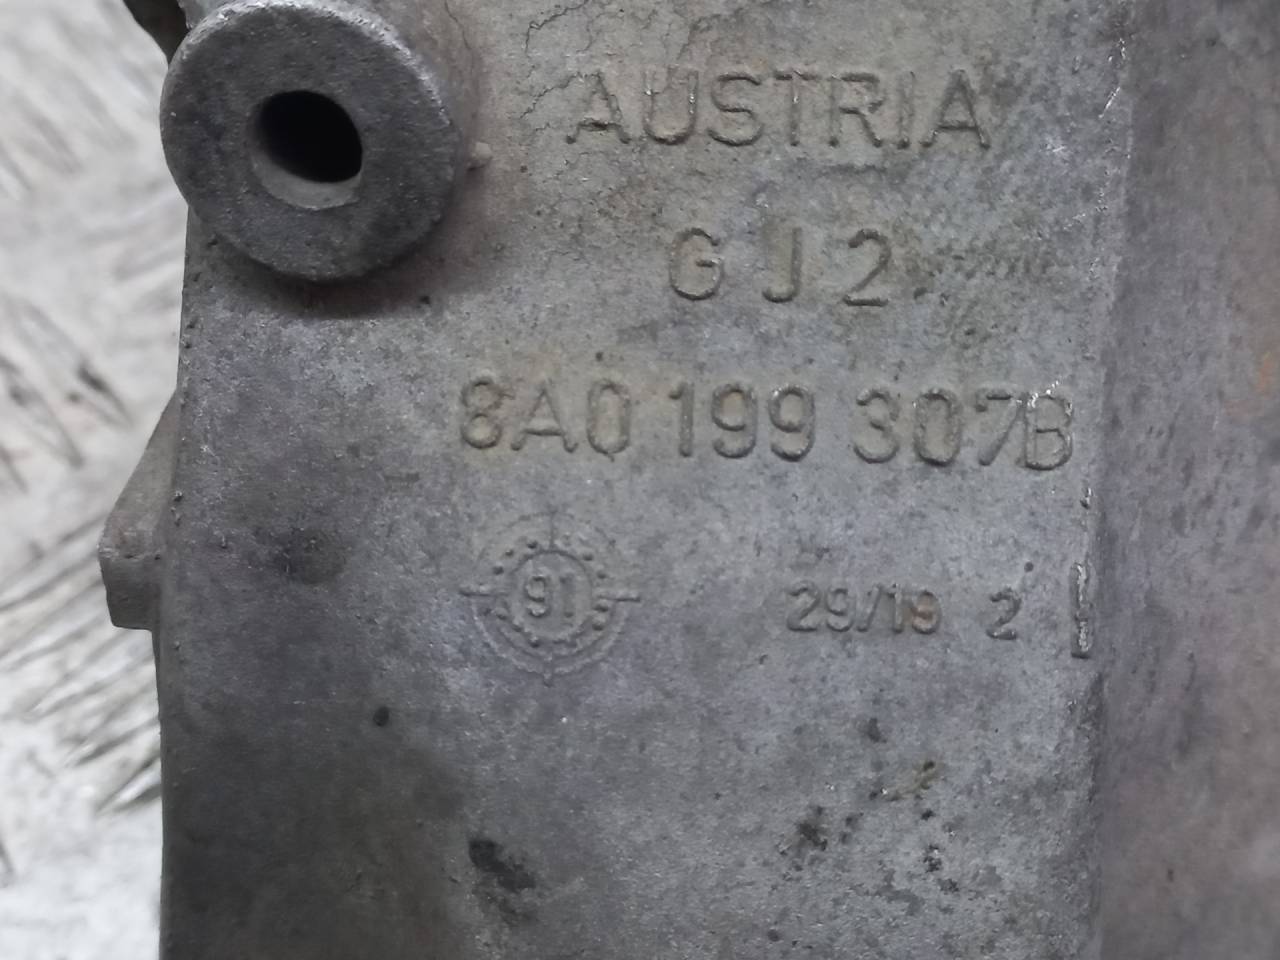 AUSTRIA
GJ2
8A0 199 307B
91
29/19 2